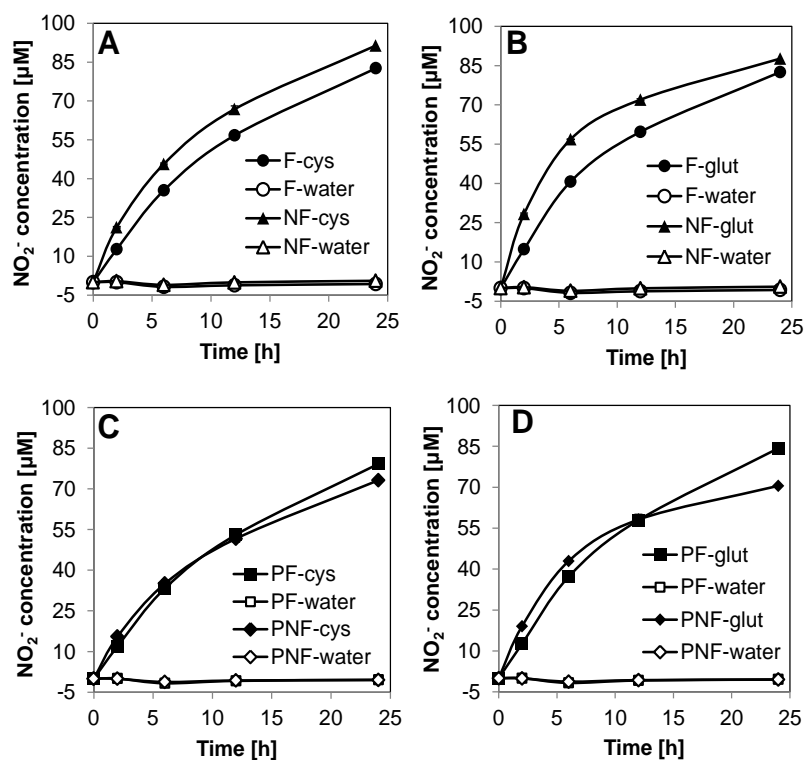 A
NO₂⁻ concentration [µM]
100
85
70
55
40
25
10
-5
F-cys
F-water
NF-cys
NF-water
0 5 10 15 20 25
Time [h]
B
NO₂⁻ concentration [µM]
100
85
70
55
40
25
10
-5
F-glut
F-water
NF-glut
NF-water
0 5 10 15 20 25
Time [h]
C
NO₂⁻ concentration [µM]
100
85
70
55
40
25
10
-5
PF-cys
PF-water
PNF-cys
PNF-water
0 5 10 15 20 25
Time [h]
D
NO₂⁻ concentration [µM]
100
85
70
55
40
25
10
-5
PF-glut
PF-water
PNF-glut
PNF-water
0 5 10 15 20 25
Time [h]